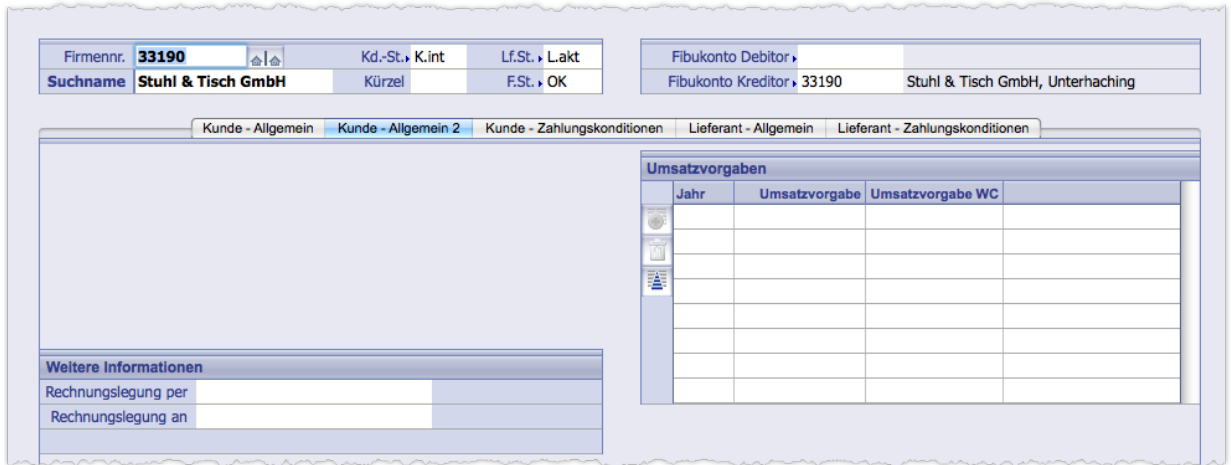 Firmennr. 33190 Kd.-St. K.int Lf.St. L.akt
Suchname Stuhl & Tisch GmbH Kürzel F.St. OK
Fibukonto Debitor
Fibukonto Kreditor 33190 Stuhl & Tisch GmbH, Unterhaching
Kunde - Allgemein Kunde - Allgemein 2 Kunde - Zahlungskonditionen Lieferant - Allgemein Lieferant - Zahlungskonditionen
Umsatzvorgaben
Jahr Umsatzvorgabe Umsatzvorgabe WC
Weitere Informationen
Rechnungslegung per
Rechnungslegung an